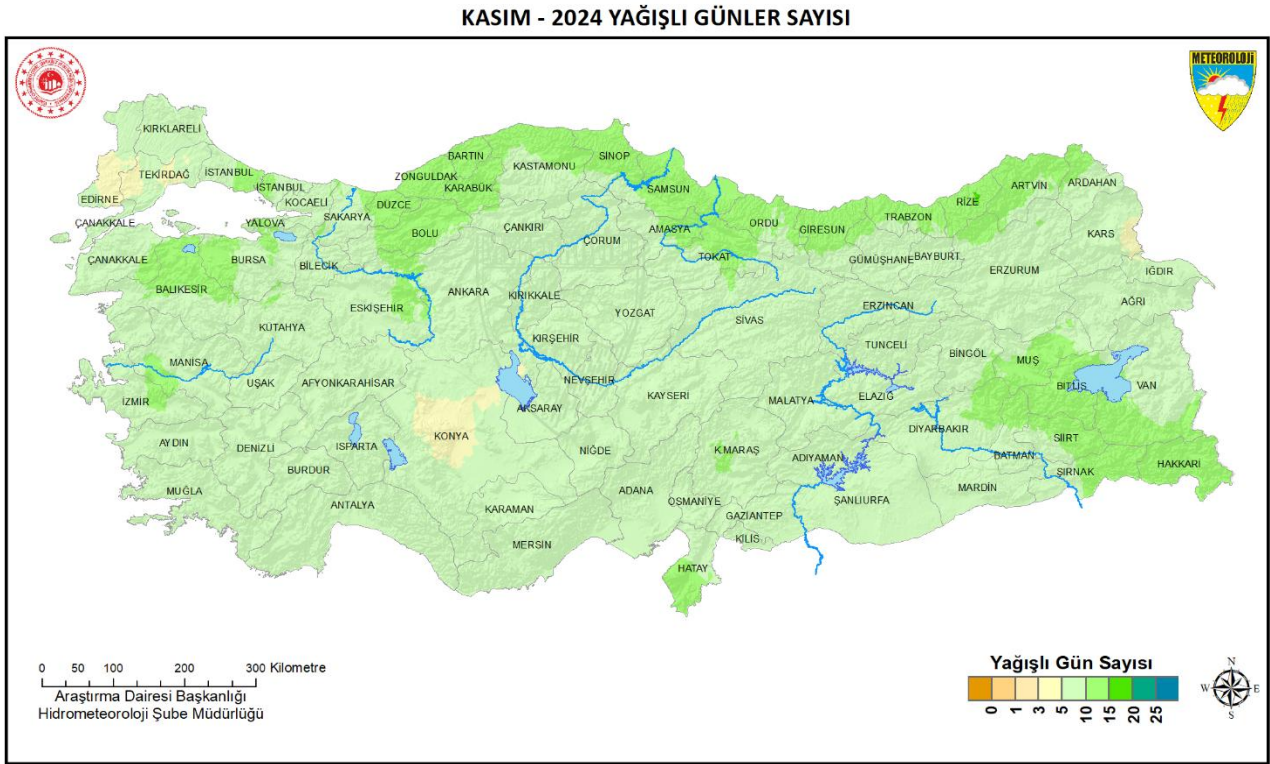 KASIM - 2024 YAĞIŞLI GÜNLER SAYISI
METEOROLOJİ
KIRKLARELİ
TEKİRDAĞ
İSTANBUL
İSTANBUL
EDİRNE
KOCAELİ
ÇANAKKALE
YALOVA
SAKARYA
BARTIN
ZONGULDAK
KARABÜK
KASTAMONU
SİNOP
DÜZCE
BOLU
SAMSUN
ÇANKIRI
ÇORUM
AMASYA
ORDU
TOKAT
GİRESUN
TRABZON
RİZE
ARTVİN
ARDAHAN
KARS
GÜMÜŞHANE
BAYBURT
ERZURUM
IĞDIR
AĞRI
ÇANAKKALE
BURSA
BİLECİK
BALIKESİR
ESKİŞEHİR
ANKARA
KIRIKKALE
YOZGAT
SİVAS
ERZİNCAN
KÜTAHYA
KIRŞEHİR
TUNCELİ
BİNGÖL
MUŞ
BİTLİS
VAN
MANİSA
UŞAK
AFYONKARAHİSAR
NEVŞEHİR
KAYSERİ
MALATYA
ELAZIĞ
İZMİR
AKSARAY
DİYARBAKIR
SİİRT
AYDIN
DENİZLİ
ISPARTA
KONYA
NİĞDE
K.MARAŞ
ADIYAMAN
BATMAN
ŞIRNAK
HAKKARİ
BURDUR
MARDİN
MUĞLA
ANTALYA
KARAMAN
ADANA
OSMANİYE
GAZİANTEP
ŞANLIURFA
MERSİN
KİLİS
HATAY
0 50 100 200 300 Kilometre
Araştırma Dairesi Başkanlığı
Hidrometeoroloji Şube Müdürlüğü
Yağışlı Gün Sayısı
0 1 3 5 10 15 20 25
N
W E
S